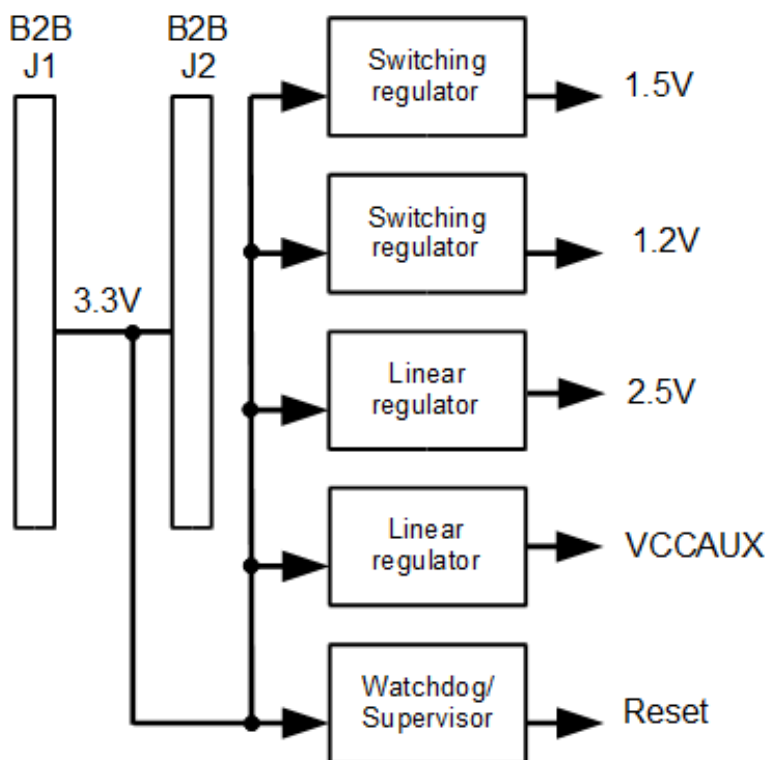 B2B
J1
B2B
J2
3.3V
Switching
regulator
1.5V
Switching
regulator
1.2V
Linear
regulator
2.5V
Linear
regulator
VCCAUX
Watchdog/
Supervisor
Reset